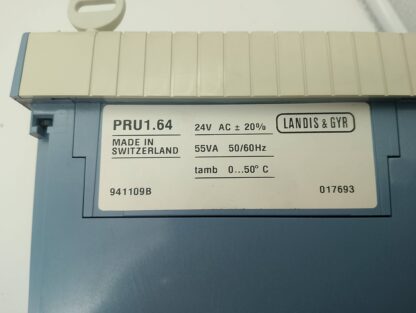 PRU1.64 24V AC ± 20% LANDIS & GYR
MADE IN
SWITZERLAND 55VA 50/60Hz
tamb 0...50° C
941109B 017693